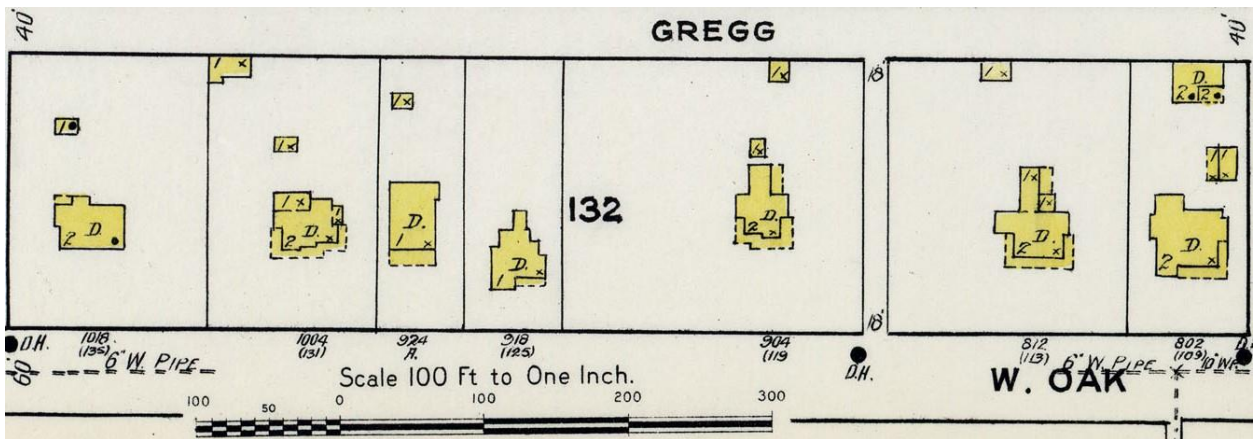 40'
GREGG
40'
1
1x
1x
1x
D.
2 2
18'
1
1x
1x
1x
1x
132
D.
2
D.
2
D.
1 x
D.
1 x
D.
2 x
1x
D.
2 x
D.
2 x
18'
D.H.
1018
(135)
1004
(131)
924
A.
918
(125)
904
(119
812
(113)
802
(109)
60'
6" W. PIPE
Scale 100 Ft to One Inch.
D.H.
W. OAK
6" W. PIPE
10" W.P.
100 50 0 100 200 300